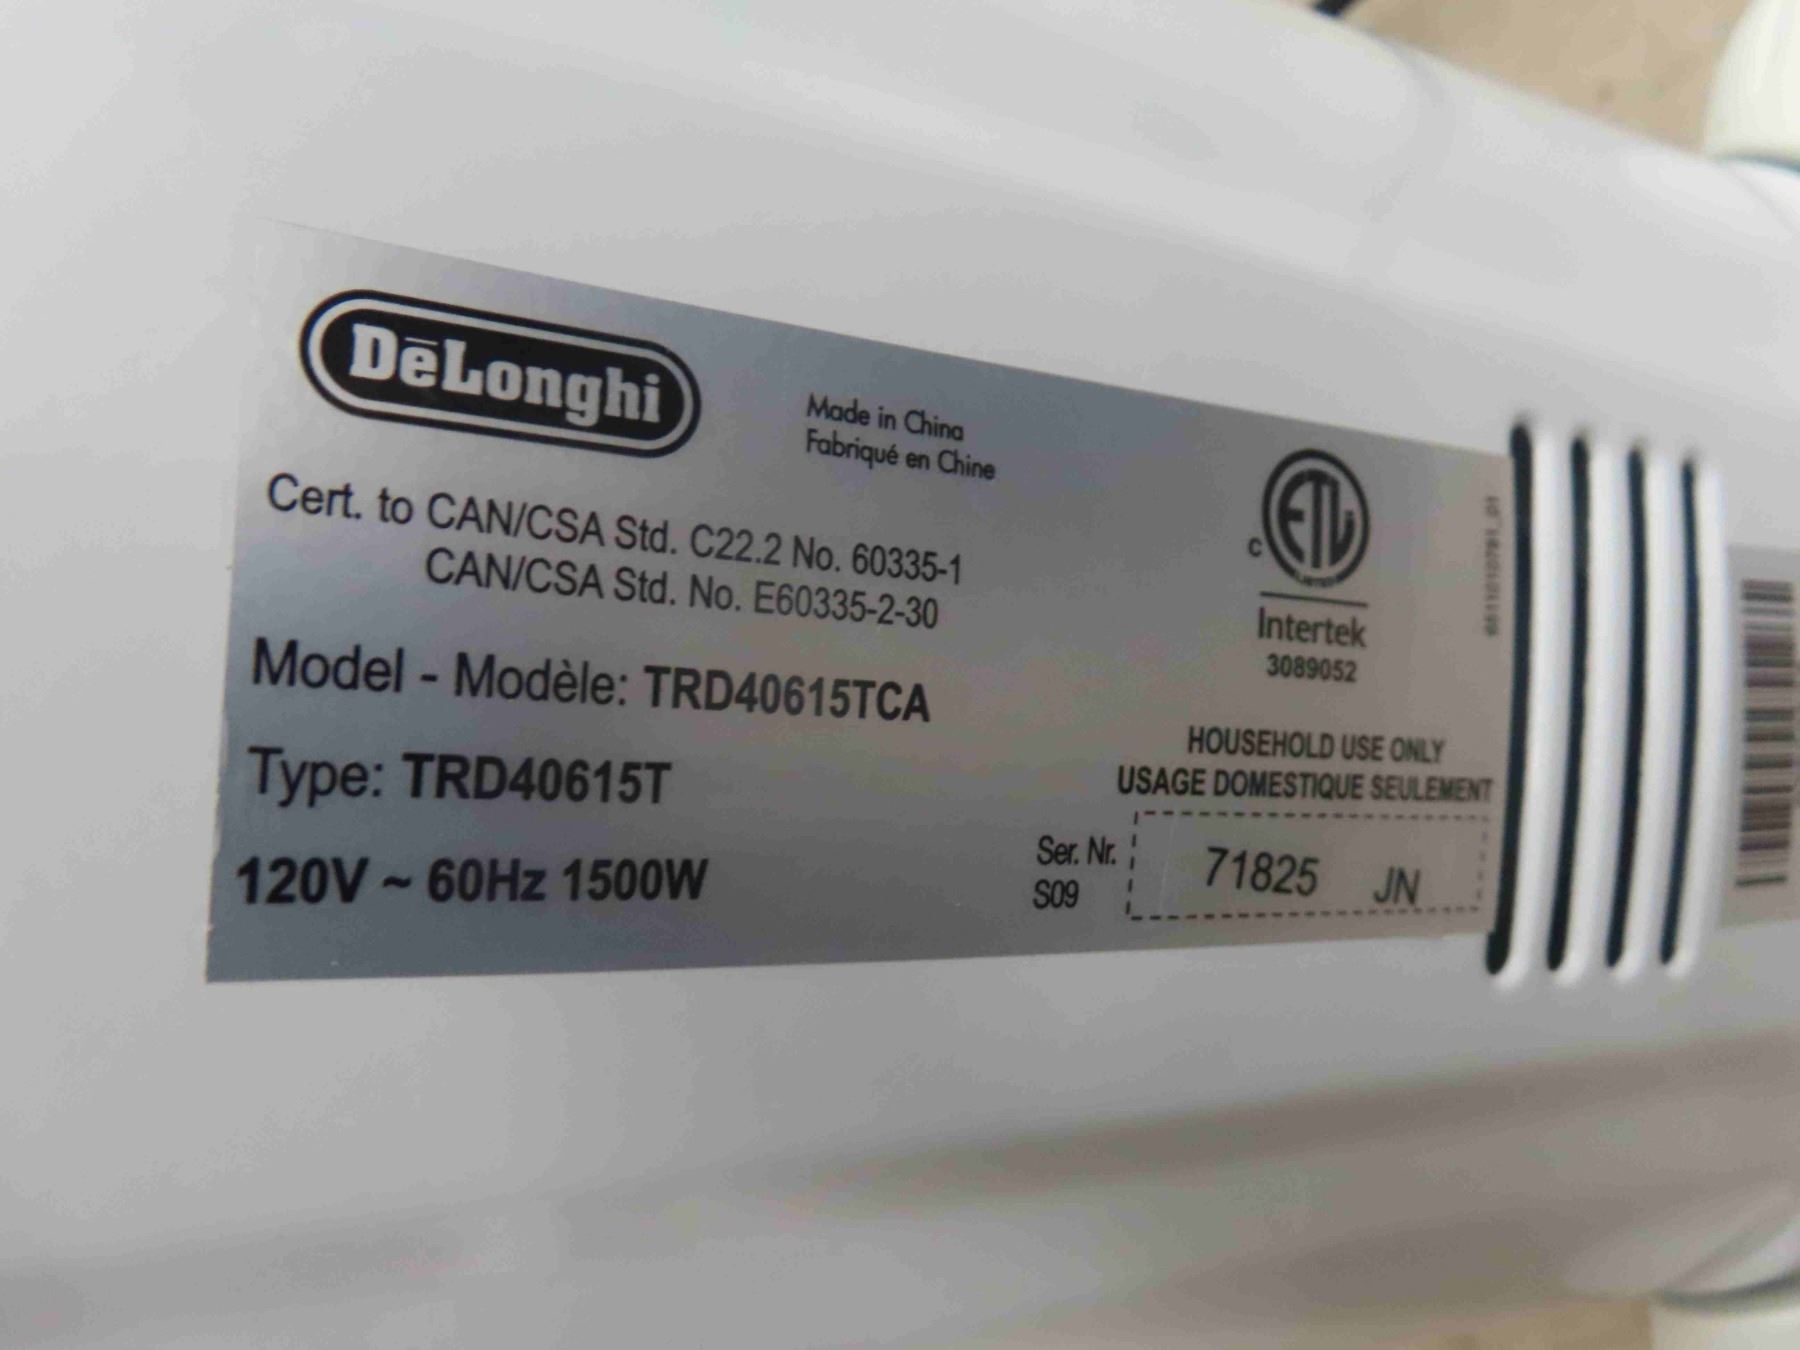 DēLonghi
Made in China
Fabriqué en Chine
Cert. to CAN/CSA Std. C22.2 No. 60335-1
CAN/CSA Std. No. E60335-2-30
Model - Modèle: TRD40615TCA
Type: TRD40615T
120V ~ 60Hz 1500W
ETL
C
Intertek
3089052
HOUSEHOLD USE ONLY
USAGE DOMESTIQUE SEULEMENT
Ser. Nr.
S09
71825 JN